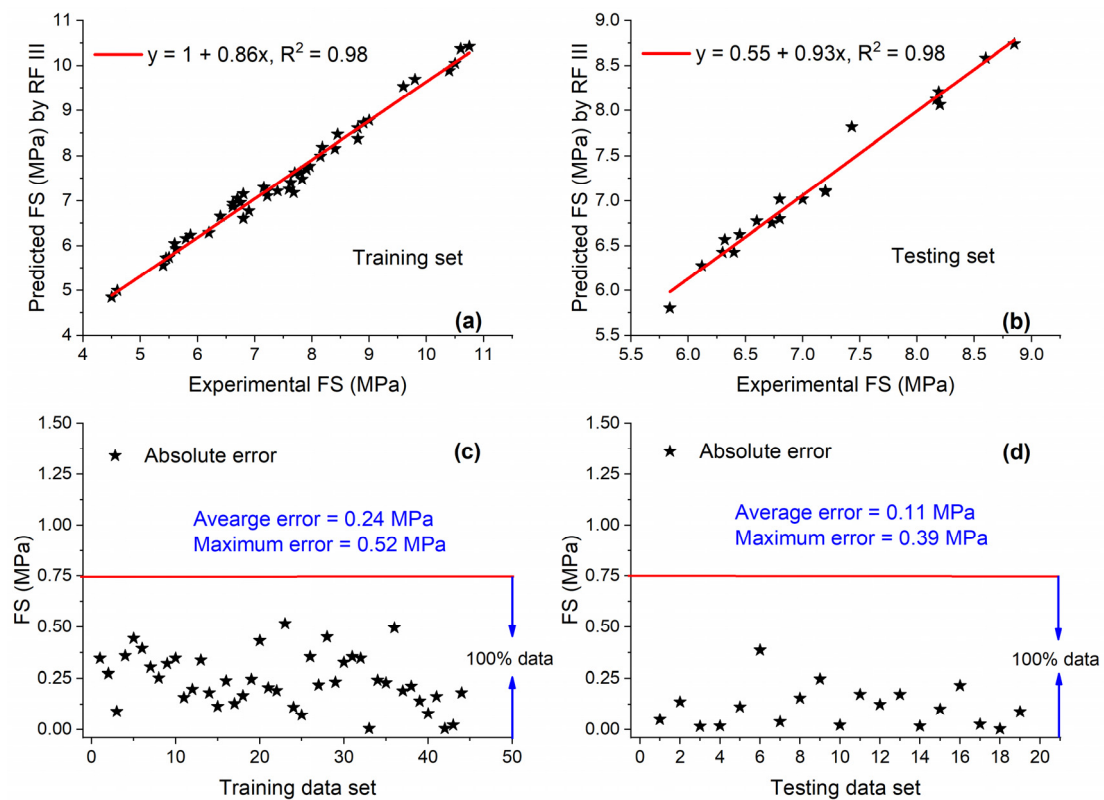 y = 1 + 0.86x, R² = 0.98
Training set
(a)
Predicted FS (MPa) by RF III
11
10
9
8
7
6
5
4
4 5 6 7 8 9 10 11
Experimental FS (MPa)
y = 0.55 + 0.93x, R² = 0.98
Testing set
(b)
Predicted FS (MPa) by RF III
9.0
8.5
8.0
7.5
7.0
6.5
6.0
5.5
5.5 6.0 6.5 7.0 7.5 8.0 8.5 9.0
Experimental FS (MPa)
Absolute error
(c)
Avearge error = 0.24 MPa
Maximum error = 0.52 MPa
100% data
FS (MPa)
1.50
1.25
1.00
0.75
0.50
0.25
0.00
0 10 20 30 40 50
Training data set
Absolute error
(d)
Average error = 0.11 MPa
Maximum error = 0.39 MPa
100% data
FS (MPa)
1.50
1.25
1.00
0.75
0.50
0.25
0.00
0 2 4 6 8 10 12 14 16 18 20
Testing data set